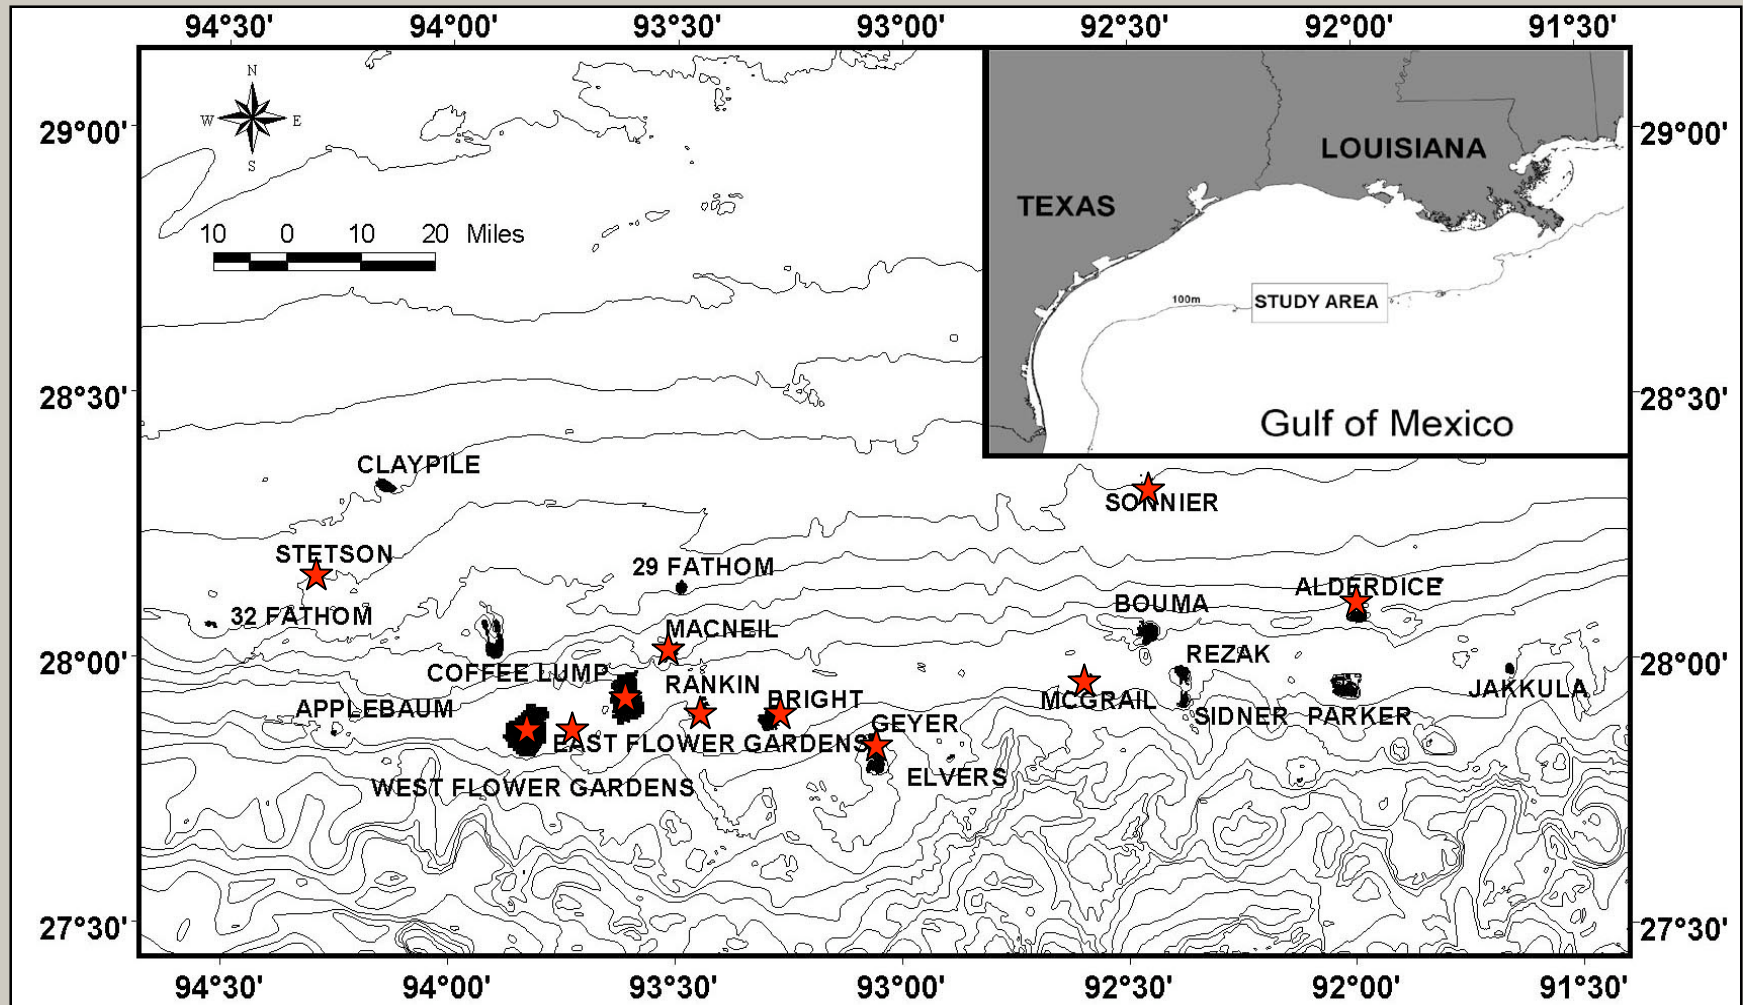 94°30' 94°00' 93°30' 93°00' 92°30' 92°00' 91°30'
N
W E
S
29°00' 29°00'
10 0 10 20 Miles
LOUISIANA
TEXAS
100m
STUDY AREA
Gulf of Mexico
28°30' 28°30'
CLAYPILE
SONNIER
STETSON
29 FATHOM
ALDERDICE
BOUMA
32 FATHOM
MACNEIL
28°00' 28°00'
REZAK
COFFEE LUMP
RANKIN
JAKKULA
BRIGHT
MCGRAIL
APPLEBAUM
SIDNER PARKER
GEYER
EAST FLOWER GARDENS
ELVERS
WEST FLOWER GARDENS
27°30' 27°30'
94°30' 94°00' 93°30' 93°00' 92°30' 92°00' 91°30'